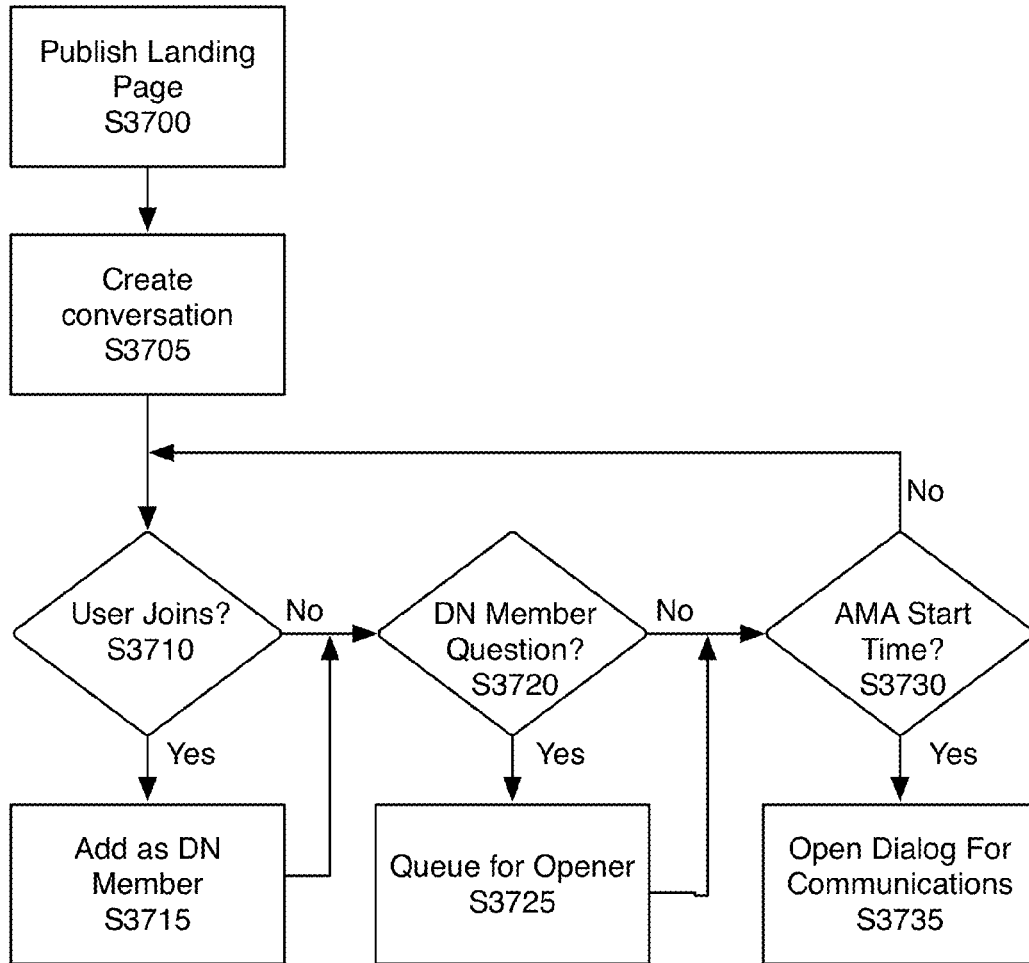 Publish Landing
Page
S3700
Create
conversation
S3705
No
User Joins?
S3710
No
DN Member
Question?
S3720
No
AMA Start
Time?
S3730
Yes
Yes
Yes
Add as DN
Member
S3715
Queue for Opener
S3725
Open Dialog For
Communications
S3735